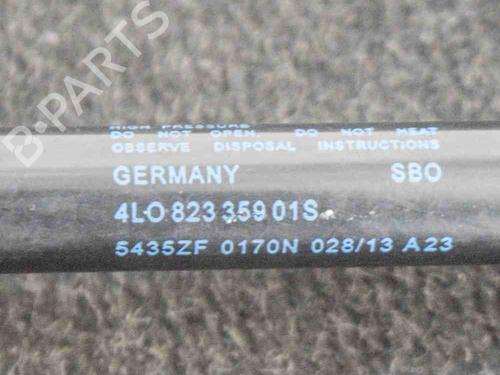 B-PARTS
HIGH PRESSURE
DO NOT OPEN. DO NOT HEAT
OBSERVE DISPOSAL INSTRUCTIONS
GERMANY SBO
4L0 823 359 01S
5435ZF 0170N 028/13 A23